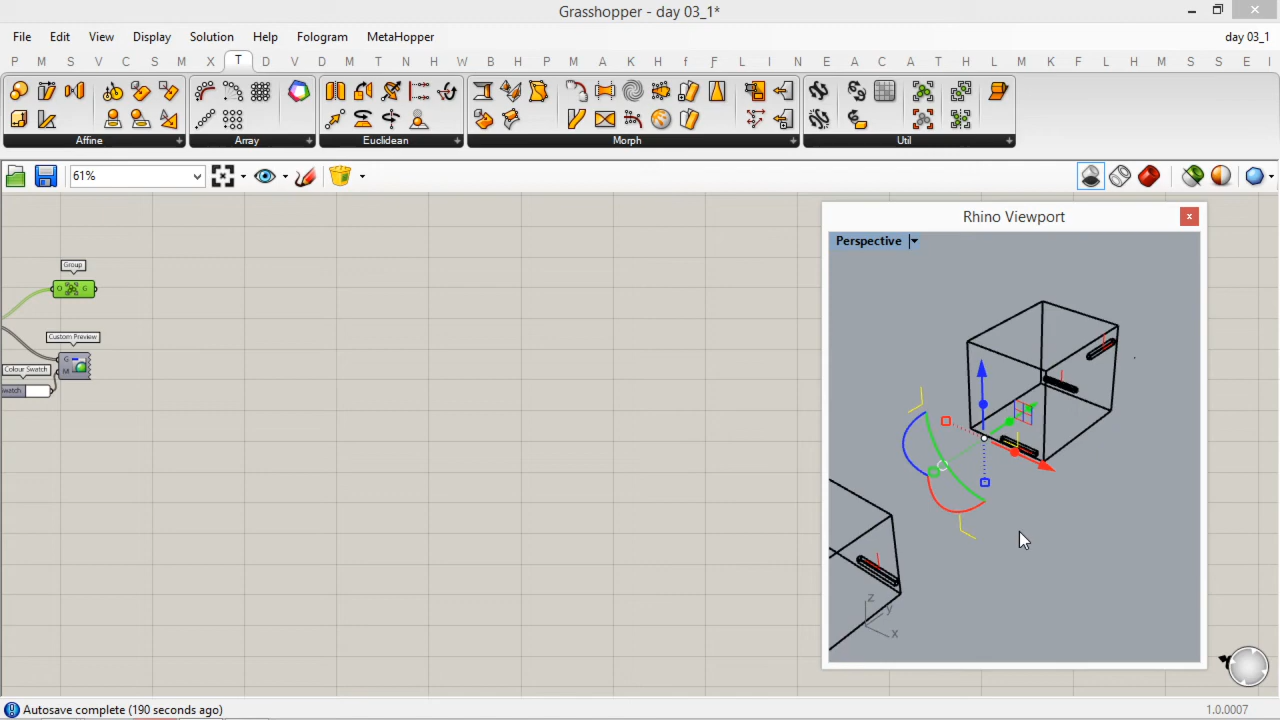 Grasshopper - day 03_1*
File Edit View Display Solution Help Fologram MetaHopper day 03_1
P M S V C S M X T D V D A M T N H W B H P M A K H f F L I N E C A A M D P L T H R F L H M P S S E I
Affine Array Euclidean Morph Util
61%
Rhino Viewport
Perspective
Group
O G
Custom Preview
G
Colour Swatch
M
watch
z
y
x
Autosave complete (190 seconds ago) 1.0.0007